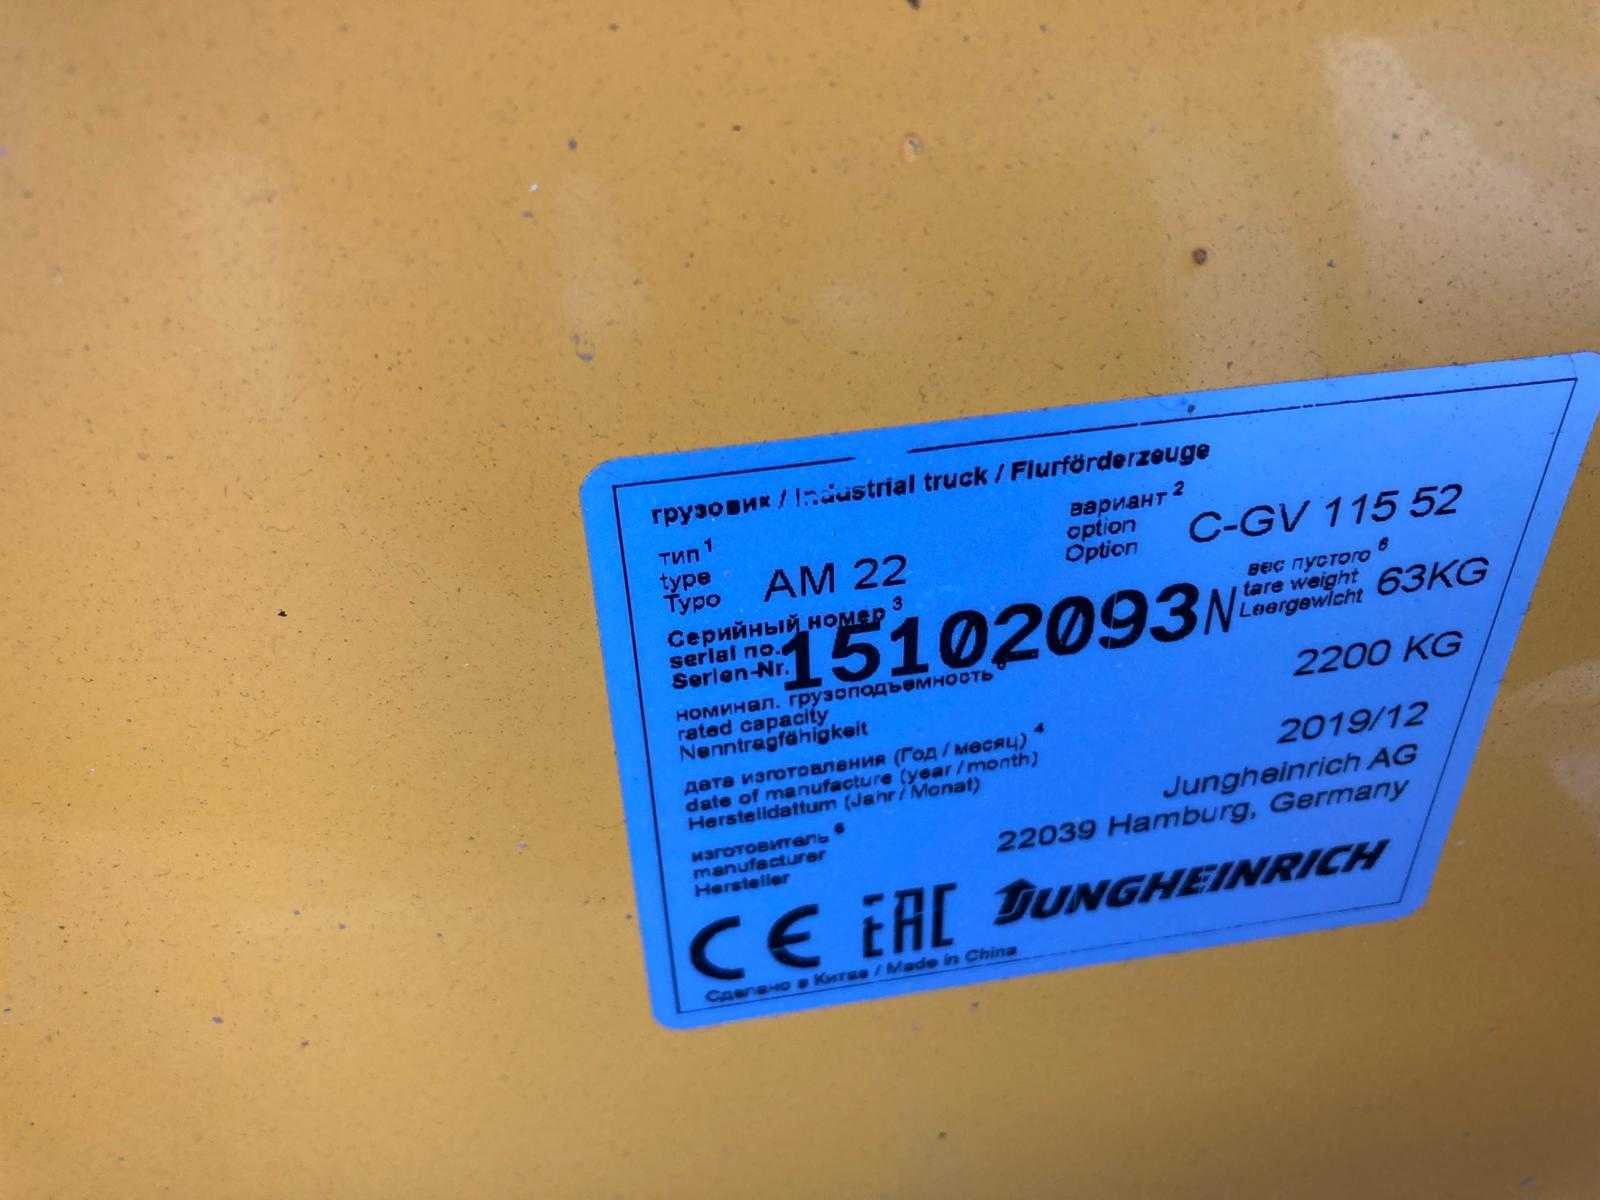 грузовик / Industrial truck / Flurförderzeuge
тип 1
type
Typo
AM 22
вариант 2
option
Option
C-GV 115 52
Серийный номер 3
serial no.
Serien-Nr.
15102093N
вес пустого 6
tare weight
Leergewicht
63KG
номинал. грузоподъемность 6
rated capacity
Nenntragfähigkeit
2200 KG
дата изготовления (Год / месяц) 4
date of manufacture (year / month)
Herstelldattum (Jahr / Monat)
2019/12
изготовитель 6
manufacturer
Hersteller
Jungheinrich AG
22039 Hamburg, Germany
CE EAC JUNGHEINRICH
Сделано в Китае / Made in China